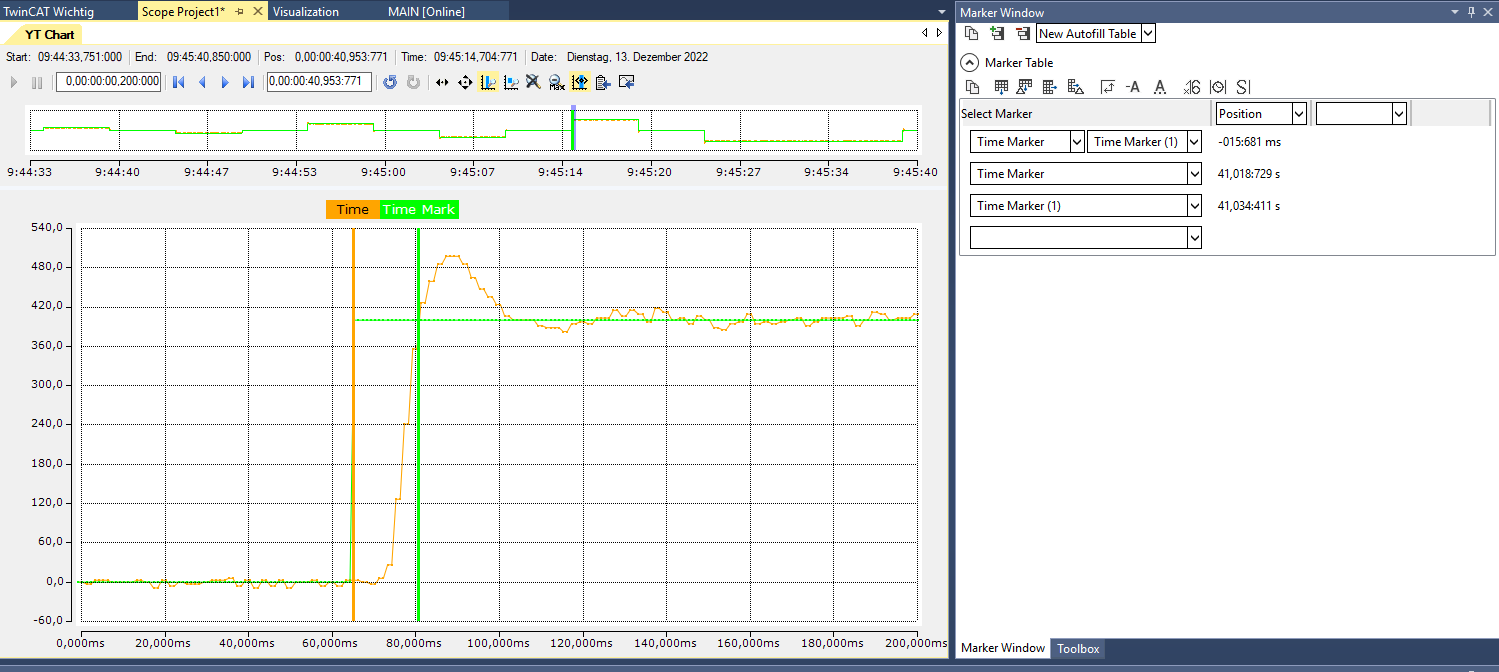 TwinCAT Wichtig Scope Project1* Visualization MAIN [Online]
YT Chart
Start: 09:44:33,751:000 End: 09:45:40,850:000 Pos: 0,00:00:40,953:771 Time: 09:45:14,704:771 Date: Dienstag, 13. Dezember 2022
0,00:00:00,200:000 0,00:00:40,953:771
9:44:33 9:44:40 9:44:47 9:44:53 9:45:00 9:45:07 9:45:14 9:45:20 9:45:27 9:45:34 9:45:40
Time Time Mark
540,0
480,0
420,0
360,0
300,0
240,0
180,0
120,0
60,0
0,0
-60,0
0,000ms 20,000ms 40,000ms 60,000ms 80,000ms 100,000ms 120,000ms 140,000ms 160,000ms 180,000ms 200,000ms
Marker Window
New Autofill Table
Marker Table
Select Marker Position
Time Marker Time Marker (1) -015:681 ms
Time Marker 41,018:729 s
Time Marker (1) 41,034:411 s
Marker Window Toolbox